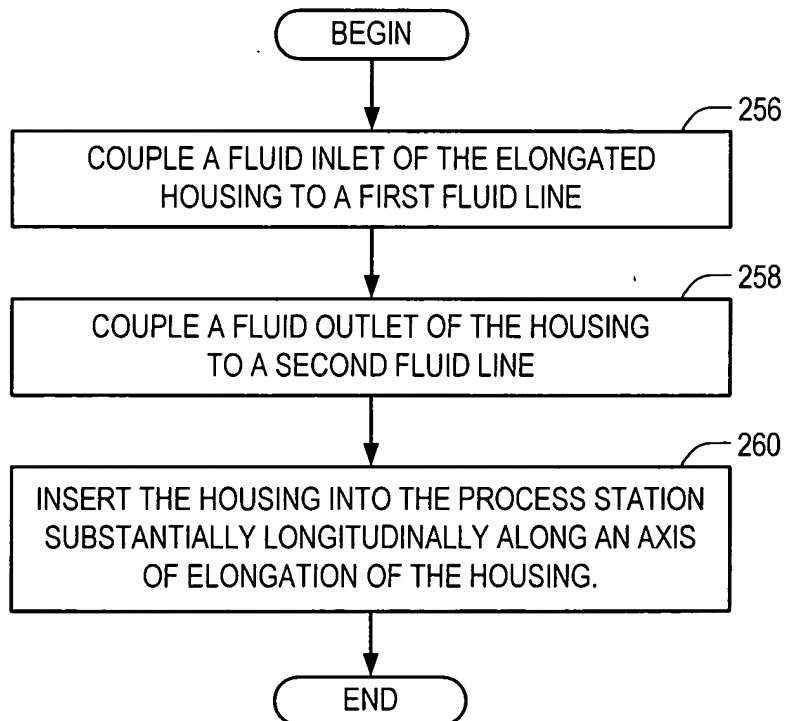 BEGIN
256
COUPLE A FLUID INLET OF THE ELONGATED
HOUSING TO A FIRST FLUID LINE
258
COUPLE A FLUID OUTLET OF THE HOUSING
TO A SECOND FLUID LINE
260
INSERT THE HOUSING INTO THE PROCESS STATION
SUBSTANTIALLY LONGITUDINALLY ALONG AN AXIS
OF ELONGATION OF THE HOUSING.
END